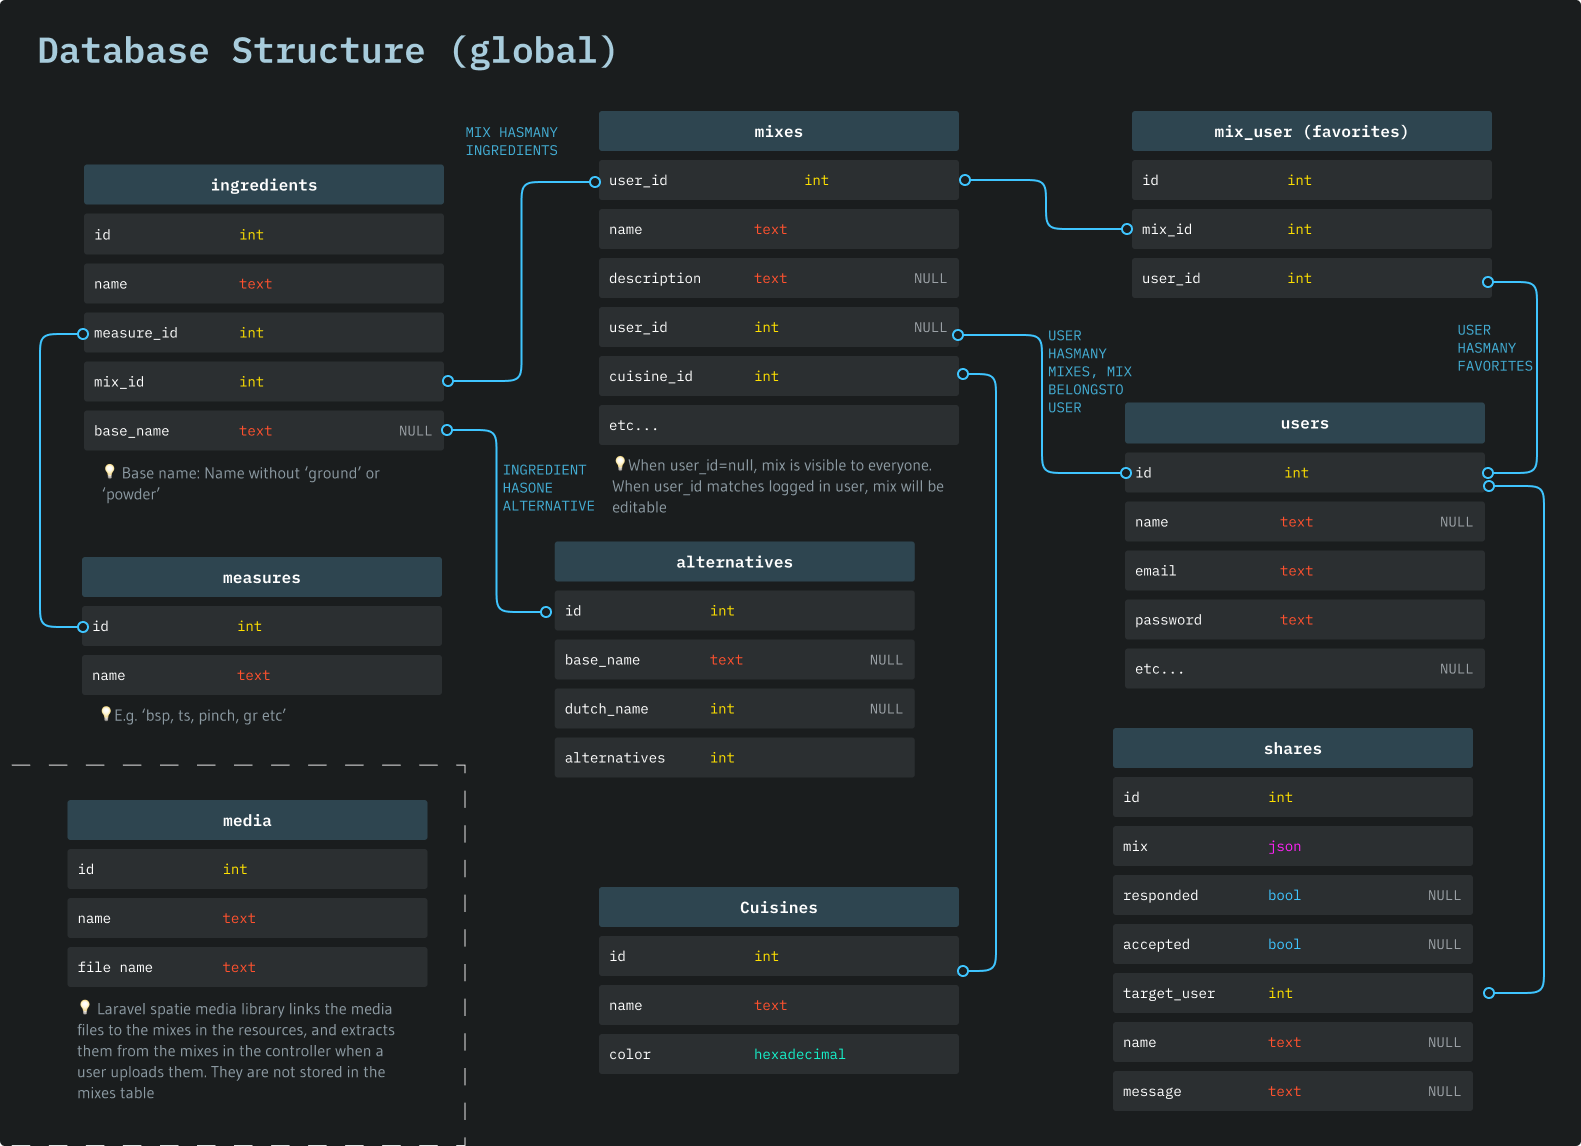 Database Structure (global)
MIX HASMANY
INGREDIENTS
ingredients
id int
name text
measure_id int
mix_id int
base_name text NULL
💡 Base name: Name without ‘ground’ or
‘powder’
mixes
user_id int
name text
description text NULL
user_id int NULL
cuisine_id int
etc...
💡When user_id=null, mix is visible to everyone.
When user_id matches logged in user, mix will be
editable
mix_user (favorites)
id int
mix_id int
user_id int
USER
HASMANY
MIXES, MIX
BELONGSTO
USER
USER
HASMANY
FAVORITES
INGREDIENT
HASONE
ALTERNATIVE
users
id int
name text NULL
email text
password text
etc... NULL
measures
id int
name text
💡E.g. ‘bsp, ts, pinch, gr etc’
alternatives
id int
base_name text NULL
dutch_name int NULL
alternatives int
shares
id int
mix json
responded bool NULL
accepted bool NULL
target_user int
name text NULL
message text NULL
media
id int
name text
file name text
💡 Laravel spatie media library links the media
files to the mixes in the resources, and extracts
them from the mixes in the controller when a
user uploads them. They are not stored in the
mixes table
Cuisines
id int
name text
color hexadecimal